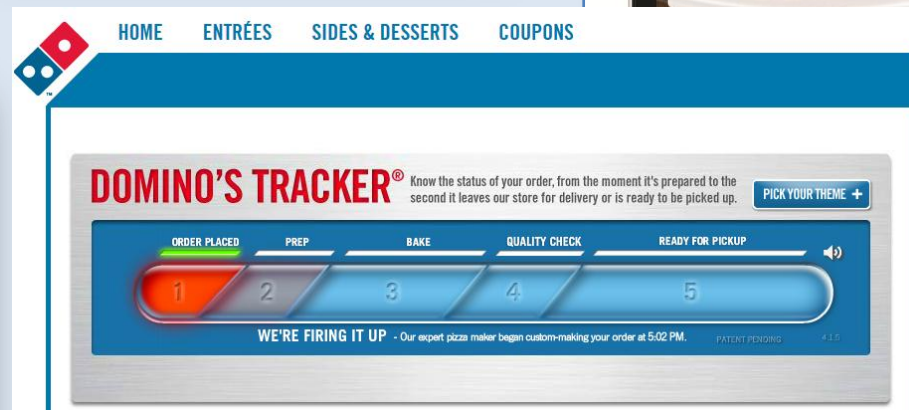 HOME ENTRÉES SIDES & DESSERTS COUPONS
DOMINO'S TRACKER® Know the status of your order, from the moment it's prepared to the
second it leaves our store for delivery or is ready to be picked up.
PICK YOUR THEME +
ORDER PLACED PREP BAKE QUALITY CHECK READY FOR PICKUP
1 2 3 4 5
WE'RE FIRING IT UP - Our expert pizza maker began custom-making your order at 5:02 PM.
PATENT PENDING